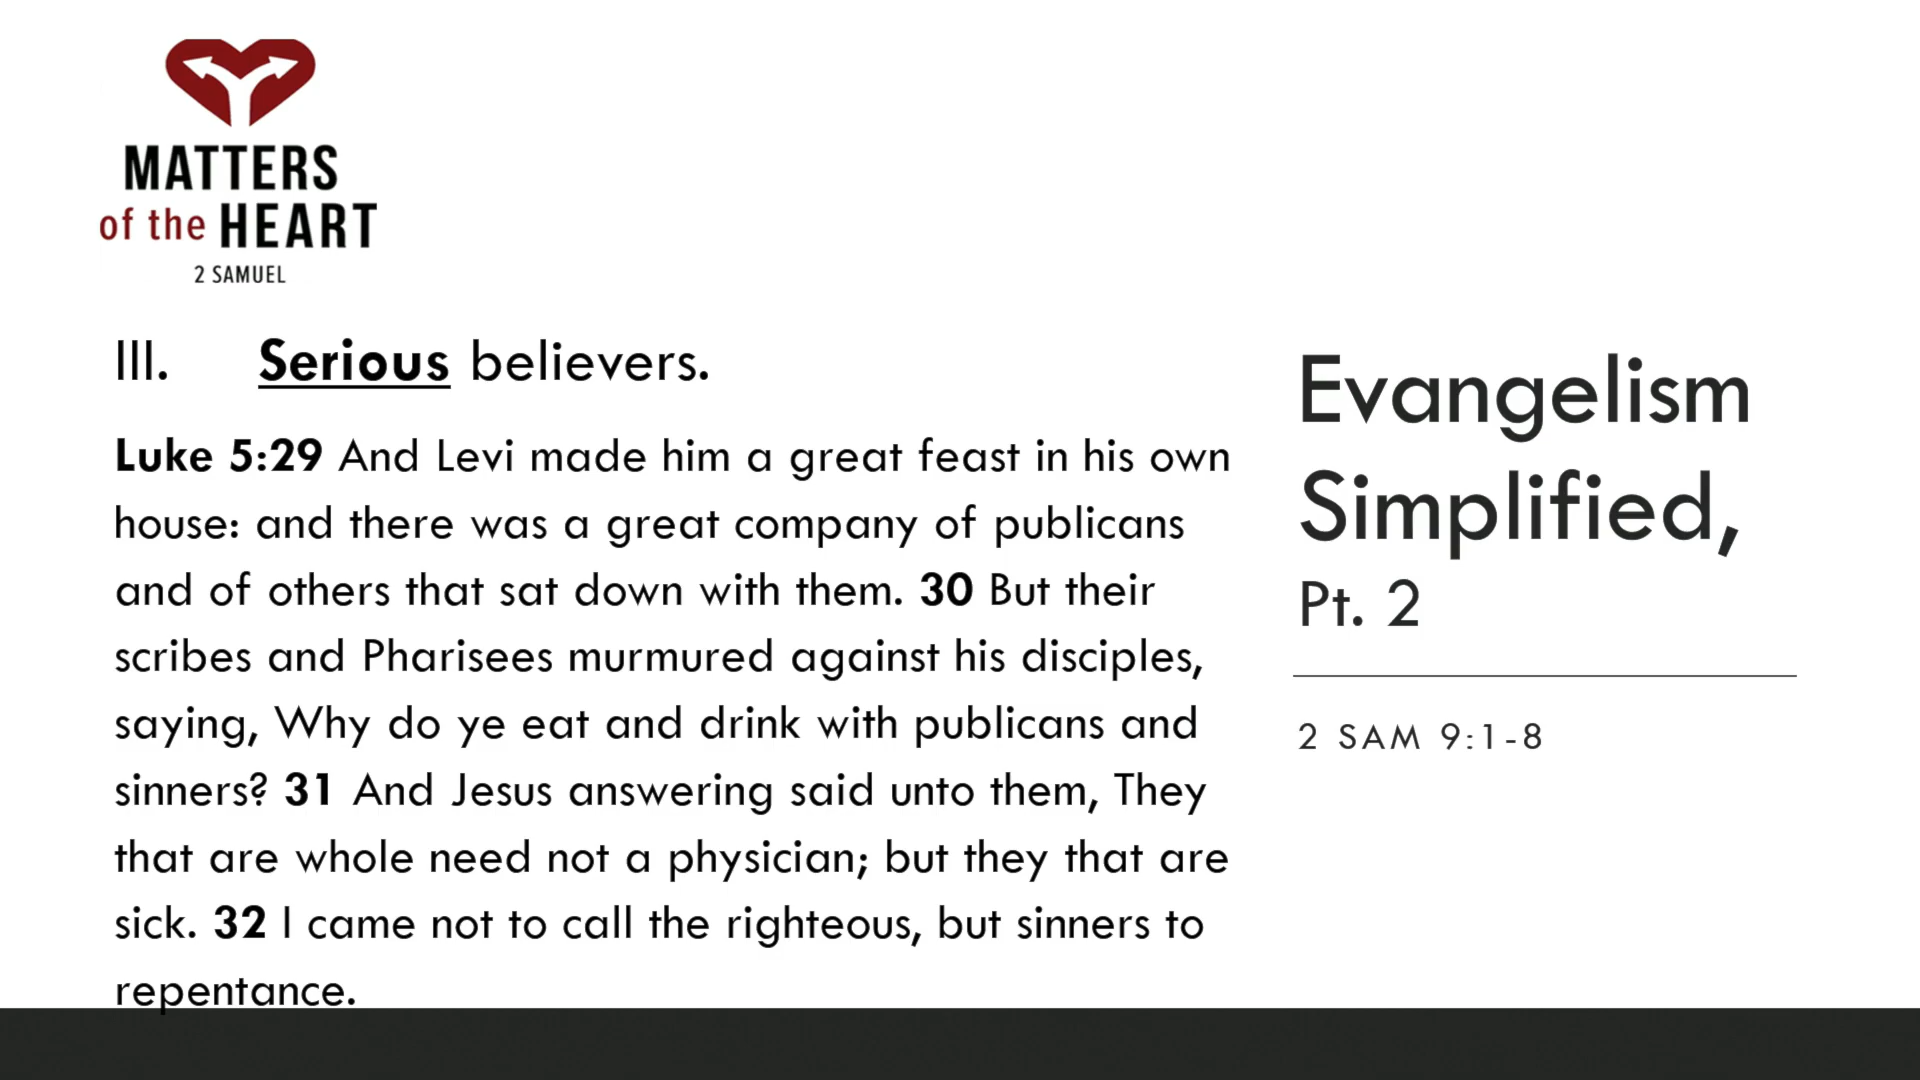 MATTERS
of the HEART
2 SAMUEL
III. Serious believers.
Luke 5:29 And Levi made him a great feast in his own
house: and there was a great company of publicans
and of others that sat down with them. 30 But their
scribes and Pharisees murmured against his disciples,
saying, Why do ye eat and drink with publicans and
sinners? 31 And Jesus answering said unto them, They
that are whole need not a physician; but they that are
sick. 32 I came not to call the righteous, but sinners to
repentance.
Evangelism
Simplified,
Pt. 2
2 SAM 9:1-8